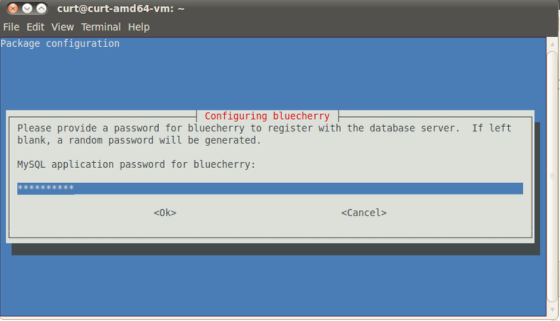 curt@curt-amd64-vm: ~
File Edit View Terminal Help
Package configuration
Configuring bluecherry
Please provide a password for bluecherry to register with the database server. If left
blank, a random password will be generated.
MySQL application password for bluecherry:
**********
<Ok> <Cancel>